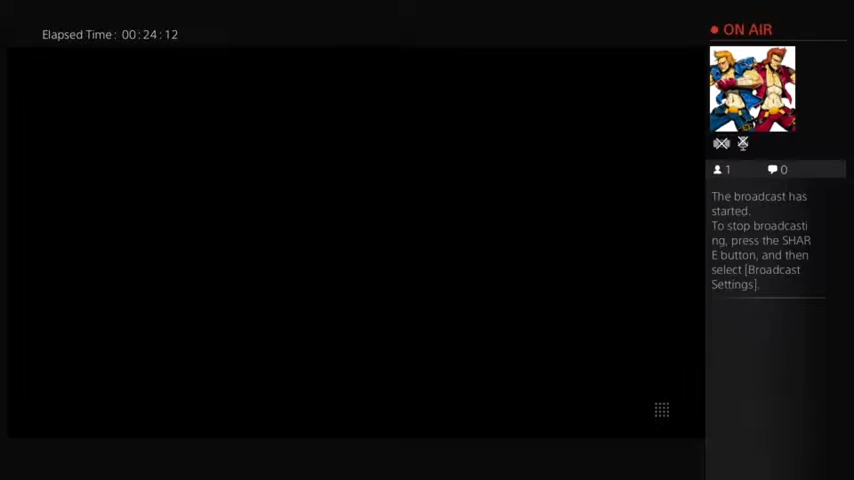 Elapsed Time: 00:24:12
ON AIR
1 0
The broadcast has
started.
To stop broadcasti
ng, press the SHAR
E button, and then
select [Broadcast
Settings].